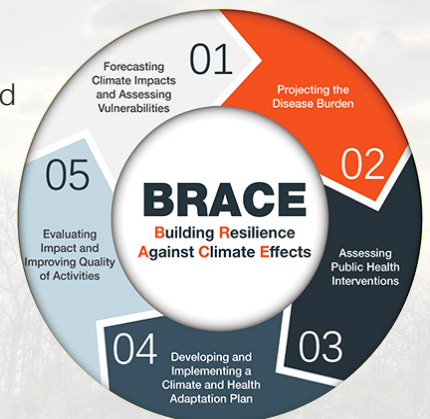 d
01
Forecasting
Climate Impacts
and Assessing
Vulnerabilities
Projecting the
Disease Burden
02
Assessing
Public Health
Interventions
03
04
Developing and
Implementing a
Climate and Health
Adaptation Plan
05
Evaluating
Impact and
Improving Quality
of Activities
BRACE
Building Resilience
Against Climate Effects